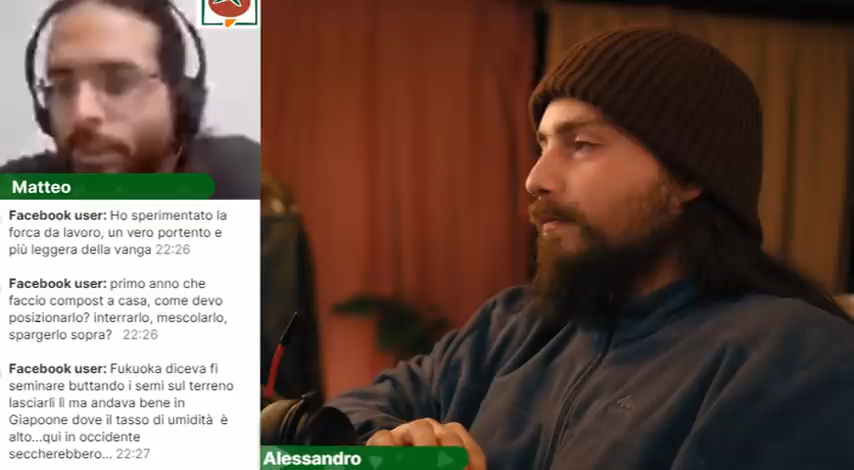 Matteo
Facebook user: Ho sperimentato la
forca da lavoro, un vero portento e
più leggera della vanga 22:26
Facebook user: primo anno che
faccio compost a casa, come devo
posizionarlo? interrarlo, mescolarlo,
spargerlo sopra? 22:26
Facebook user: Fukuoka diceva fi
seminare buttando i semi sul terreno
lasciarli lì ma andava bene in
Giapoone dove il tasso di umidità è
alto...qui in occidente
seccherebbero... 22:27
Alessandro